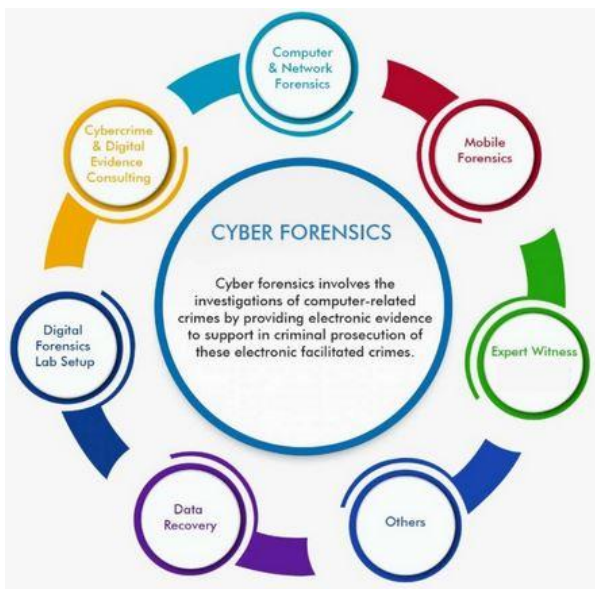 Computer
& Network
Forensics
Mobile
Forensics
Cybercrime
& Digital
Evidence
Consulting
CYBER FORENSICS
Cyber forensics involves the
investigations of computer-related
crimes by providing electronic evidence
to support in criminal prosecution of
these electronic facilitated crimes.
Digital
Forensics
Lab Setup
Expert Witness
Data
Recovery
Others